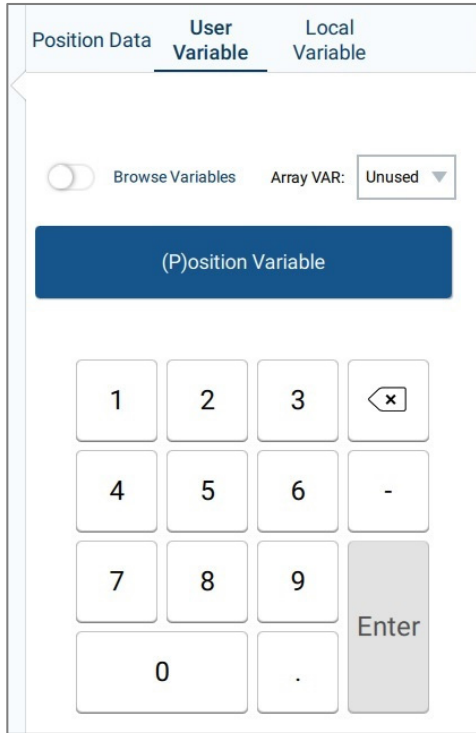 Position Data
User
Variable
Local
Variable
Browse Variables
Array VAR:
Unused
(P)osition Variable
1 2 3
4 5 6 -
7 8 9
Enter
0 .